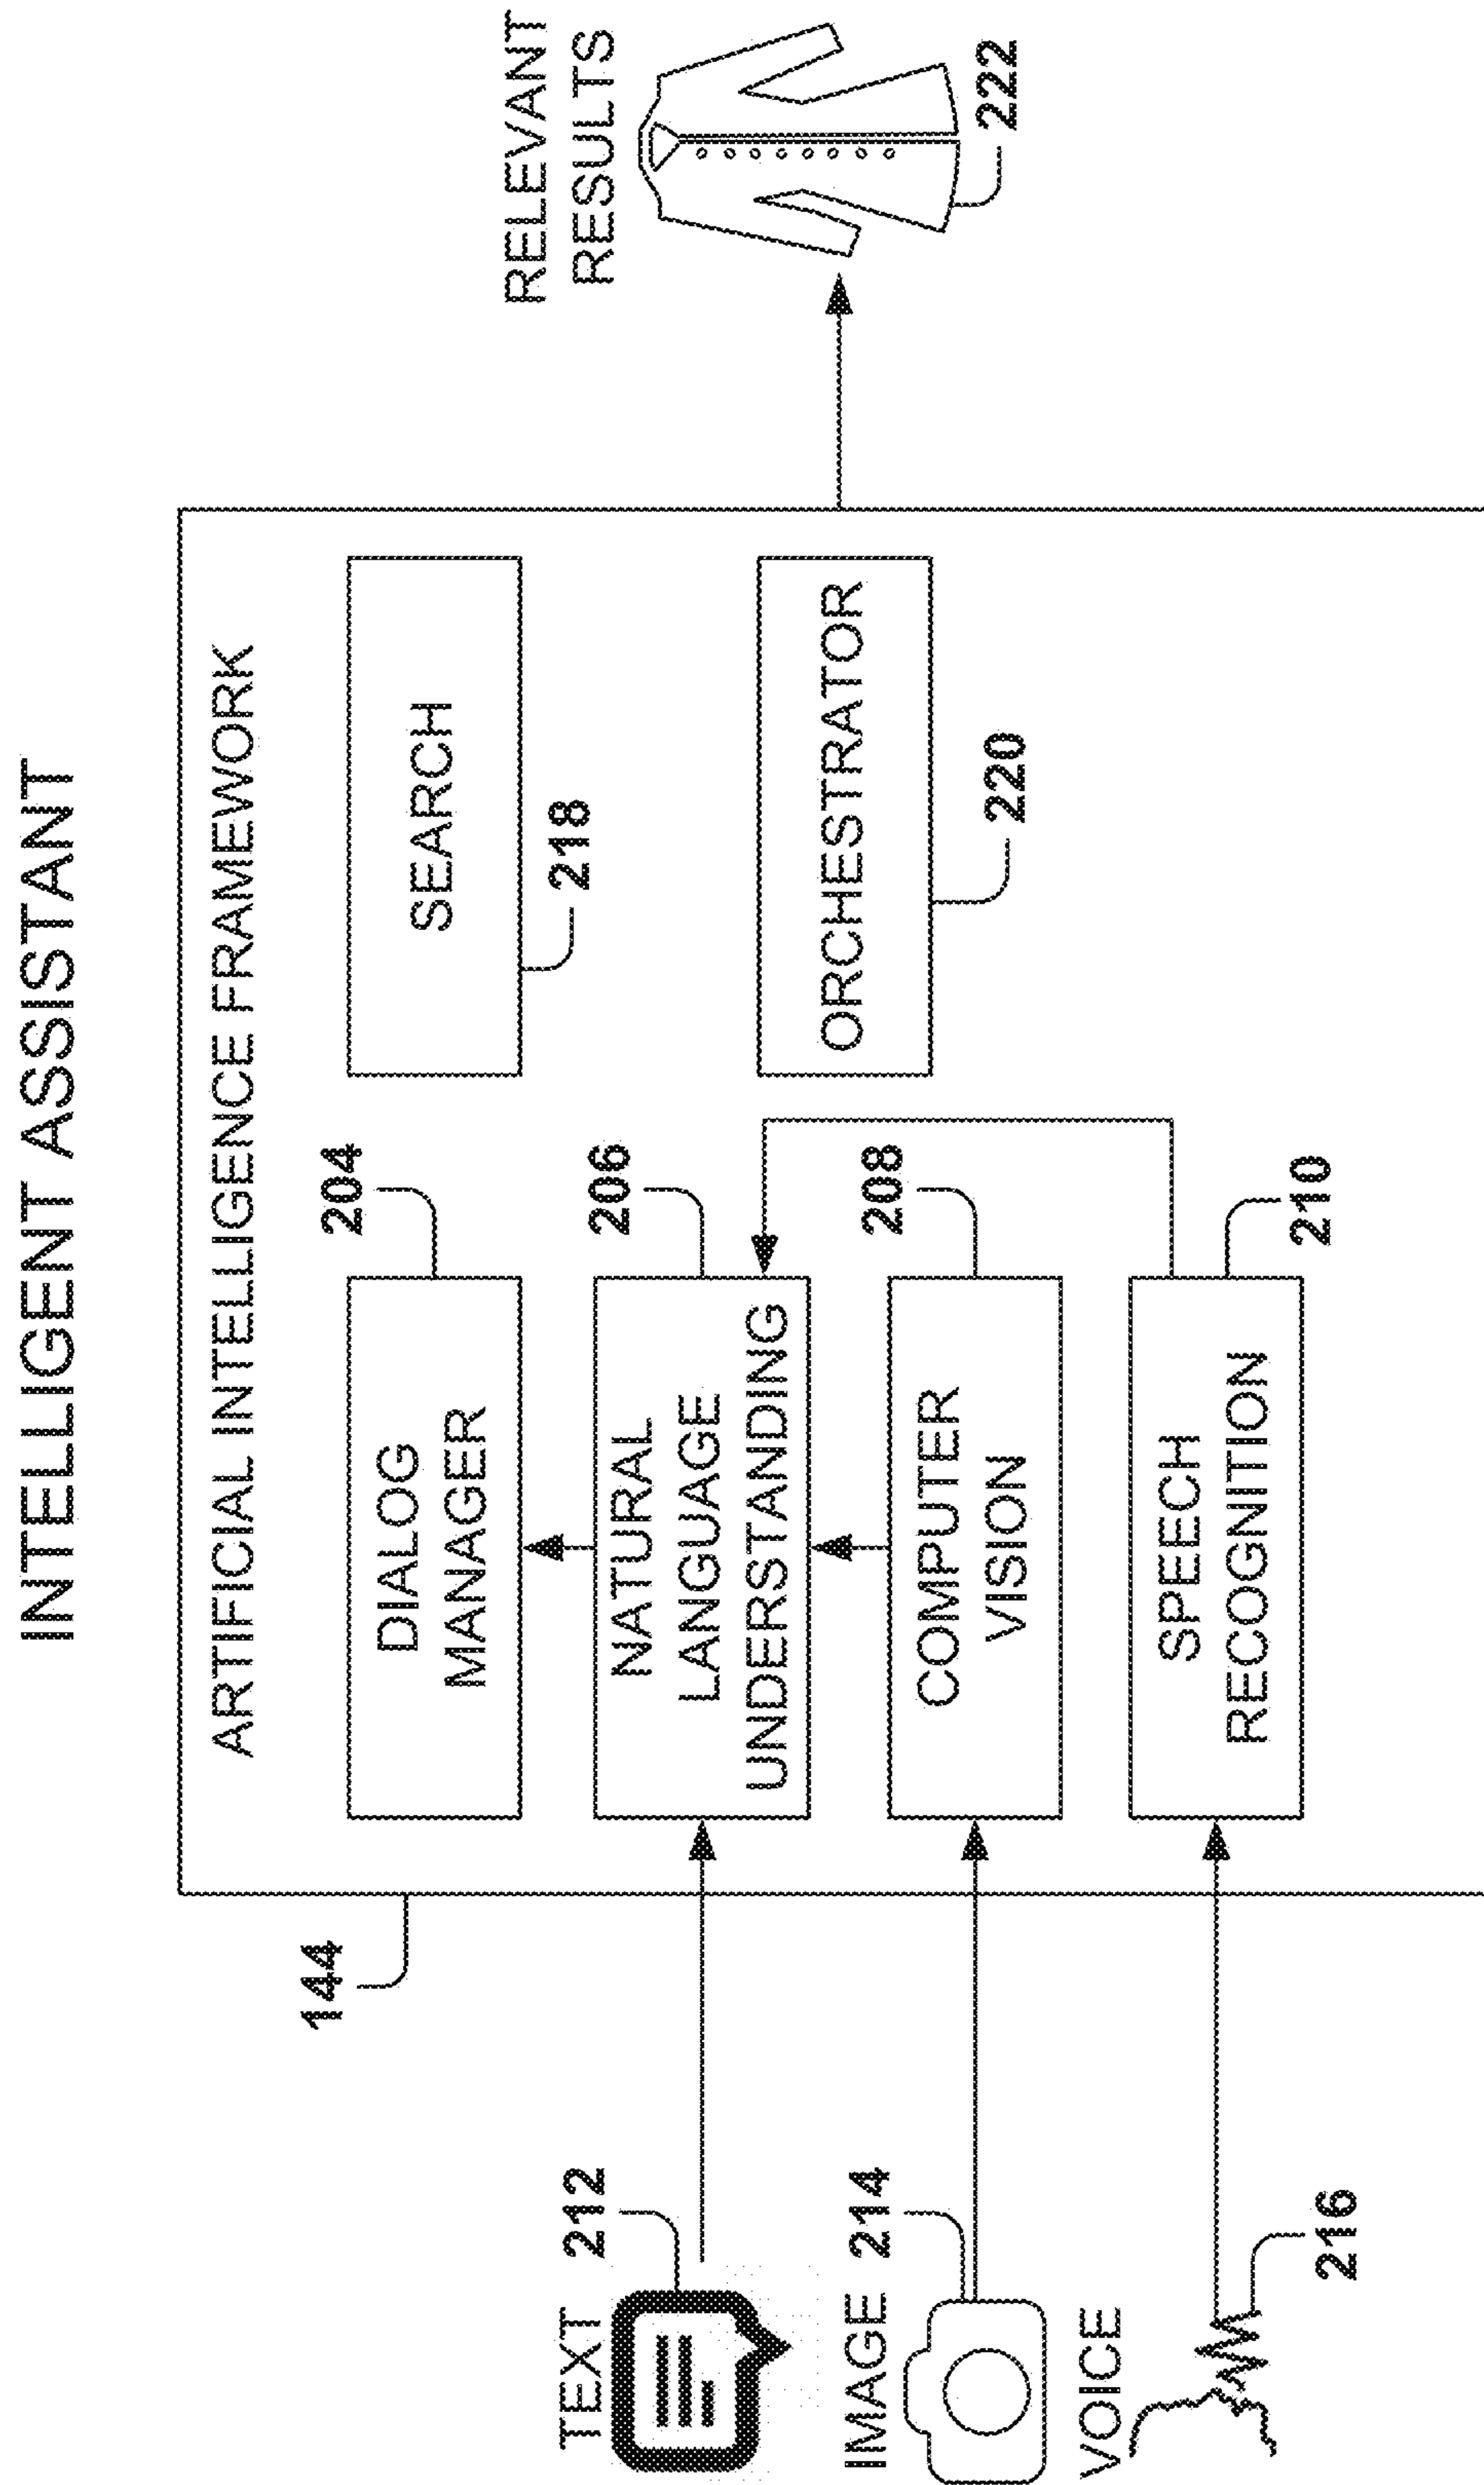 INTELLIGENT ASSISTANT
144
ARTIFICIAL INTELLIGENCE FRAMEWORK
TEXT
212
IMAGE
214
VOICE
216
DIALOG
MANAGER
204
NATURAL
LANGUAGE
UNDERSTANDING
206
COMPUTER
VISION
208
SPEECH
RECOGNITION
210
SEARCH
218
ORCHESTRATOR
220
RELEVANT
RESULTS
222